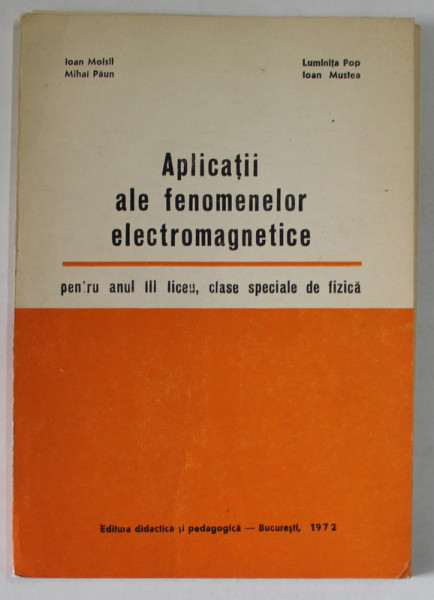 Ioan Moisil
Mihai Păun
Luminița Pop
Ioan Mustea
Aplicații
ale fenomenelor
electromagnetice
pentru anul III liceu, clase speciale de fizică
Editura didactică și pedagogică — București, 1972